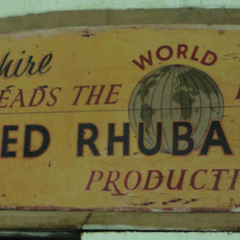 hire
WORLD
EADS THE
ED RHUBA
PRODUCTI